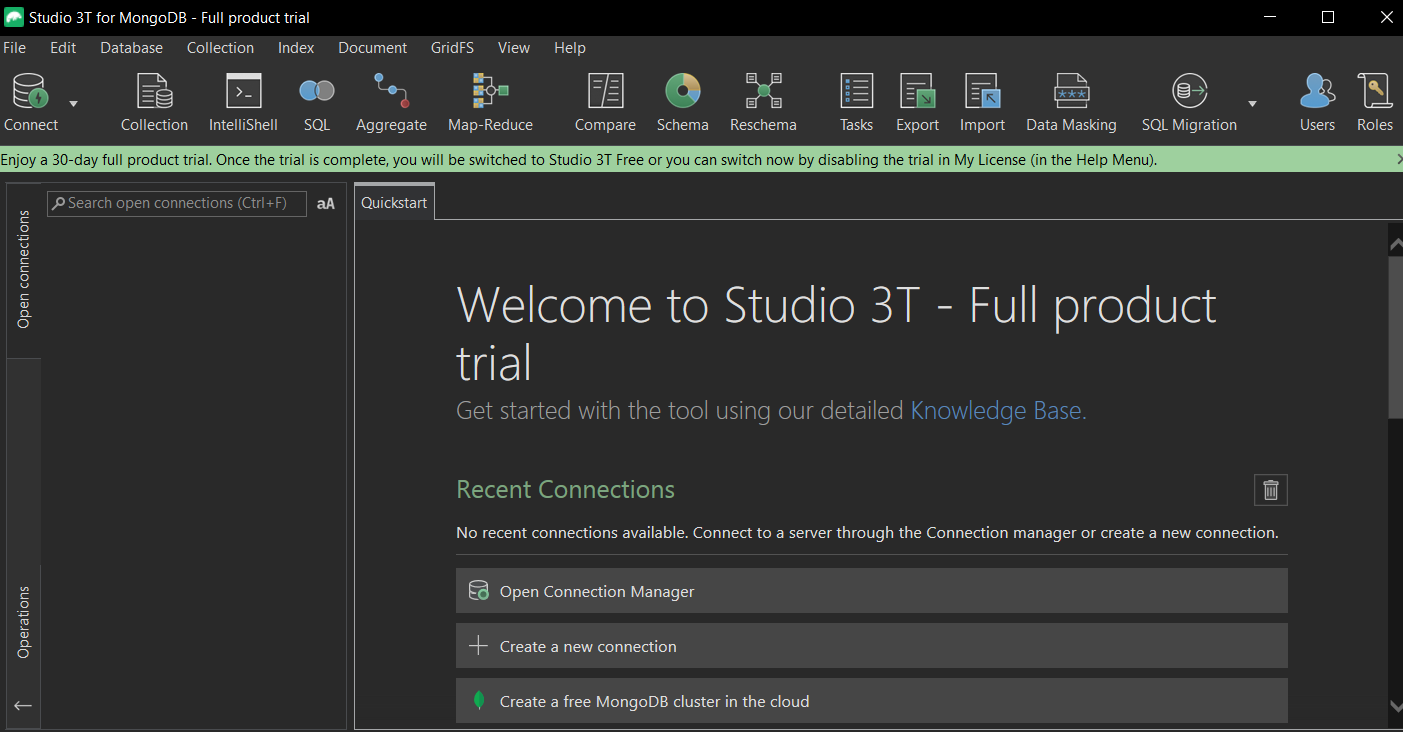 Studio 3T for MongoDB - Full product trial
File Edit Database Collection Index Document GridFS View Help
Connect Collection IntelliShell SQL Aggregate Map-Reduce Compare Schema Reschema Tasks Export Import Data Masking SQL Migration Users Roles
Enjoy a 30-day full product trial. Once the trial is complete, you will be switched to Studio 3T Free or you can switch now by disabling the trial in My License (in the Help Menu).
Open connections
Search open connections (Ctrl+F) aA
Quickstart
Welcome to Studio 3T - Full product
trial
Get started with the tool using our detailed Knowledge Base.
Recent Connections
No recent connections available. Connect to a server through the Connection manager or create a new connection.
Open Connection Manager
Create a new connection
Create a free MongoDB cluster in the cloud
Operations